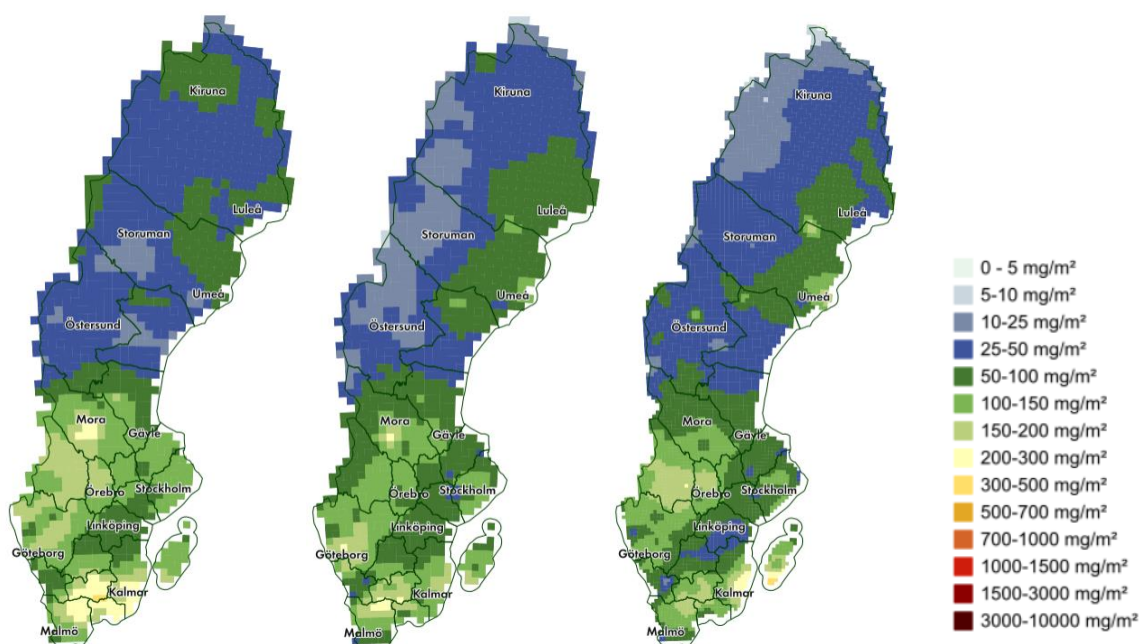 Kiruna
Luleå
Storuman
Umeå
Östersund
Mora
Gävle
Örebro
Stockholm
Linköping
Göteborg
Kalmar
Malmö
Kiruna
Luleå
Storuman
Umeå
Östersund
Mora
Gävle
Örebro
Stockholm
Linköping
Göteborg
Kalmar
Malmö
Kiruna
Luleå
Storuman
Umeå
Östersund
Mora
Gävle
Örebro
Stockholm
Linköping
Göteborg
Kalmar
Malmö
0 - 5 mg/m²
5-10 mg/m²
10-25 mg/m²
25-50 mg/m²
50-100 mg/m²
100-150 mg/m²
150-200 mg/m²
200-300 mg/m²
300-500 mg/m²
500-700 mg/m²
700-1000 mg/m²
1000-1500 mg/m²
1500-3000 mg/m²
3000-10000 mg/m²